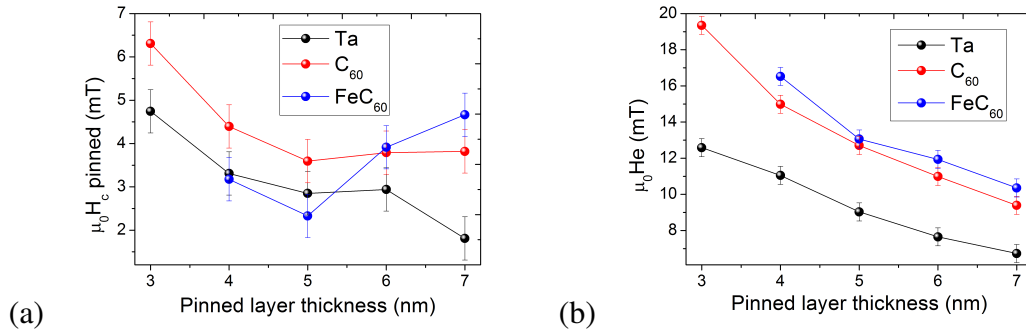 7
6
5
4
3
2
3 4 5 6 7
μ₀H_c pinned (mT)
Pinned layer thickness (nm)
Ta
C₆₀
FeC₆₀
(a)
20
18
16
14
12
10
8
3 4 5 6 7
μ₀He (mT)
Pinned layer thickness (nm)
Ta
C₆₀
FeC₆₀
(b)